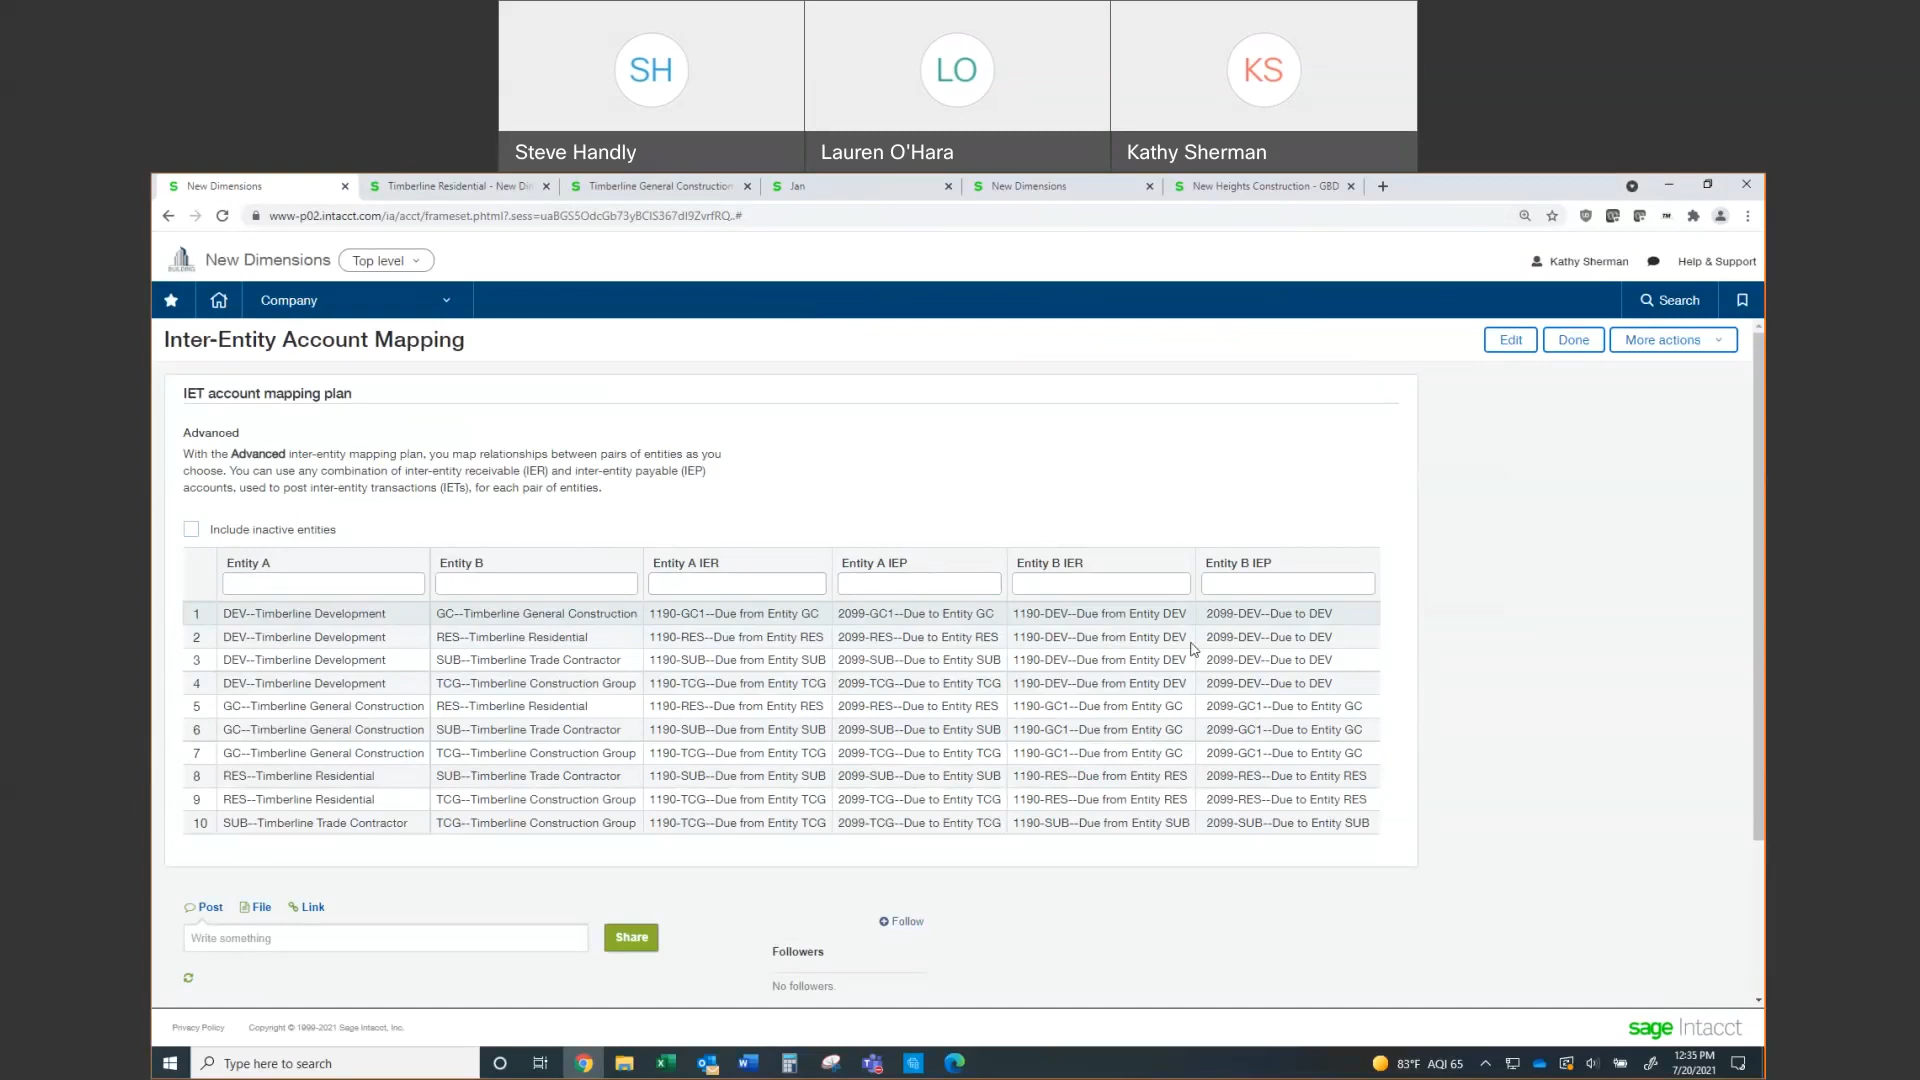 SH
LO
KS
Steve Handly
Lauren O'Hara
Kathy Sherman
New Dimensions
Timberline Residential - New Din
Timberline General Construction
Jan
New Dimensions
New Heights Construction - GBD
www-p02.intacct.com/ia/acct/frameset.phtml?.sess=uaBGS5OdcGb73yBClS367dI9ZvrfRQ..#
BUILDING
New Dimensions
Top level
Kathy Sherman
Help & Support
Company
Search
Inter-Entity Account Mapping
Edit
Done
More actions
IET account mapping plan
Advanced
With the Advanced inter-entity mapping plan, you map relationships between pairs of entities as you
choose. You can use any combination of inter-entity receivable (IER) and inter-entity payable (IEP)
accounts, used to post inter-entity transactions (IETs), for each pair of entities.
Include inactive entities
Entity A Entity B Entity A IER Entity A IEP Entity B IER Entity B IEP
1 DEV--Timberline Development GC--Timberline General Construction 1190-GC1--Due from Entity GC 2099-GC1--Due to Entity GC 1190-DEV--Due from Entity DEV 2099-DEV--Due to DEV
2 DEV--Timberline Development RES--Timberline Residential 1190-RES--Due from Entity RES 2099-RES--Due to Entity RES 1190-DEV--Due from Entity DEV 2099-DEV--Due to DEV
3 DEV--Timberline Development SUB--Timberline Trade Contractor 1190-SUB--Due from Entity SUB 2099-SUB--Due to Entity SUB 1190-DEV--Due from Entity DEV 2099-DEV--Due to DEV
4 DEV--Timberline Development TCG--Timberline Construction Group 1190-TCG--Due from Entity TCG 2099-TCG--Due to Entity TCG 1190-DEV--Due from Entity DEV 2099-DEV--Due to DEV
5 GC--Timberline General Construction RES--Timberline Residential 1190-RES--Due from Entity RES 2099-RES--Due to Entity RES 1190-GC1--Due from Entity GC 2099-GC1--Due to Entity GC
6 GC--Timberline General Construction SUB--Timberline Trade Contractor 1190-SUB--Due from Entity SUB 2099-SUB--Due to Entity SUB 1190-GC1--Due from Entity GC 2099-GC1--Due to Entity GC
7 GC--Timberline General Construction TCG--Timberline Construction Group 1190-TCG--Due from Entity TCG 2099-TCG--Due to Entity TCG 1190-GC1--Due from Entity GC 2099-GC1--Due to Entity GC
8 RES--Timberline Residential SUB--Timberline Trade Contractor 1190-SUB--Due from Entity SUB 2099-SUB--Due to Entity SUB 1190-RES--Due from Entity RES 2099-RES--Due to Entity RES
9 RES--Timberline Residential TCG--Timberline Construction Group 1190-TCG--Due from Entity TCG 2099-TCG--Due to Entity TCG 1190-RES--Due from Entity RES 2099-RES--Due to Entity RES
10 SUB--Timberline Trade Contractor TCG--Timberline Construction Group 1190-TCG--Due from Entity TCG 2099-TCG--Due to Entity TCG 1190-SUB--Due from Entity SUB 2099-SUB--Due to Entity SUB
Post File Link
Write something
Share
Follow
Followers
No followers.
Privacy Policy Copyright © 1999-2021 Sage Intacct, Inc.
sage Intacct
Type here to search
83°F AQI 65
12:35 PM
7/20/2021